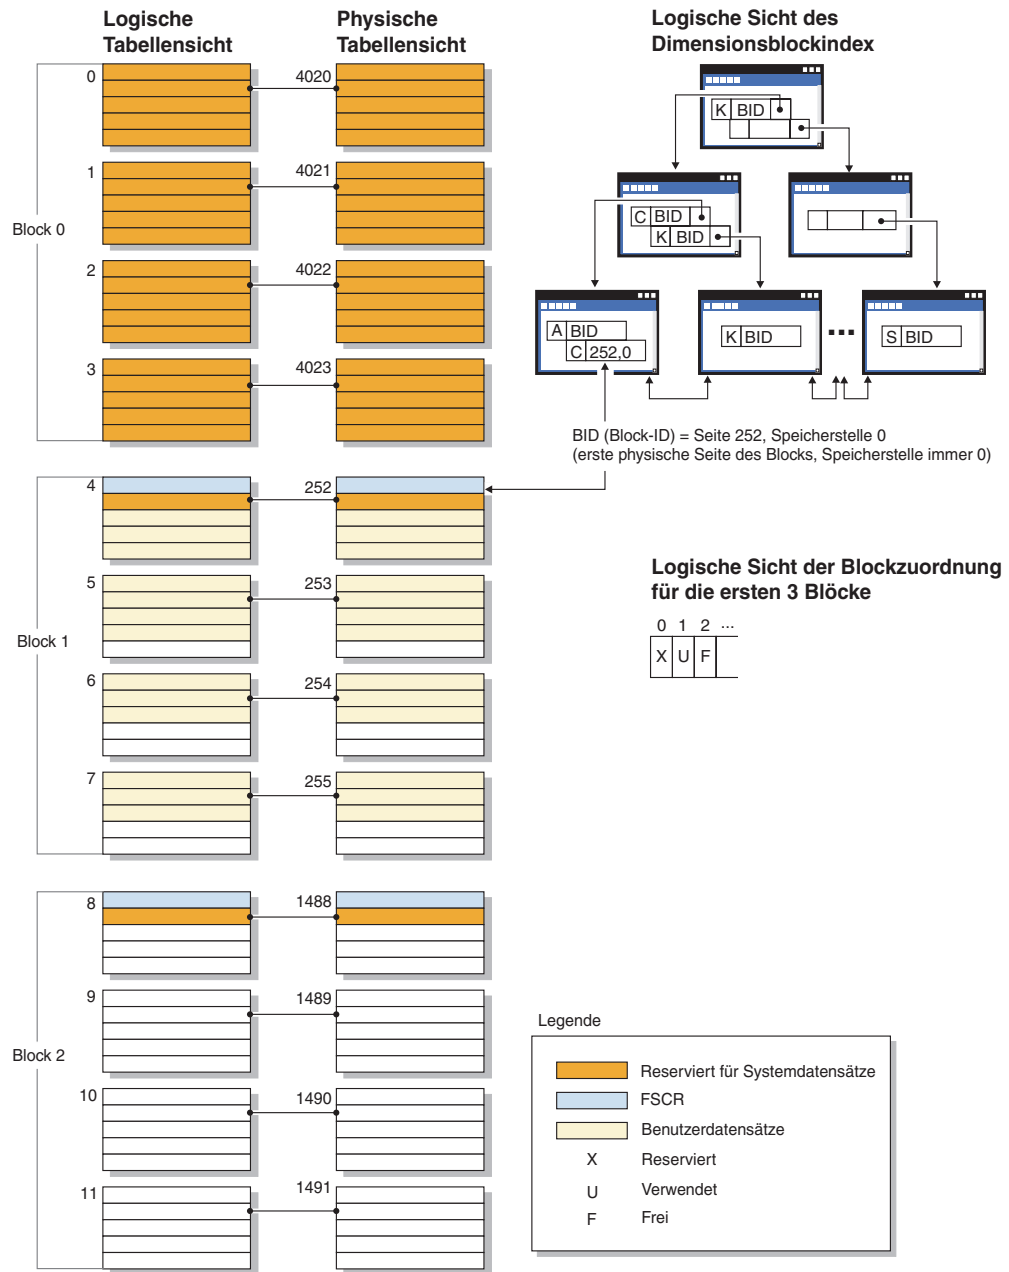 Logische
Tabellensicht
Physische
Tabellensicht
0
4020
1
4021
Block 0
2
4022
3
4023
4
252
5
253
Block 1
6
254
7
255
8
1488
9
1489
Block 2
10
1490
11
1491
Logische Sicht des
Dimensionsblockindex
K BID
C BID
K BID
A BID
C 252,0
K BID
S BID
BID (Block-ID) = Seite 252, Speicherstelle 0
(erste physische Seite des Blocks, Speicherstelle immer 0)
Logische Sicht der Blockzuordnung
für die ersten 3 Blöcke
0 1 2 ...
X U F
Legende
Reserviert für Systemdatensätze
FSCR
Benutzerdatensätze
X Reserviert
U Verwendet
F Frei